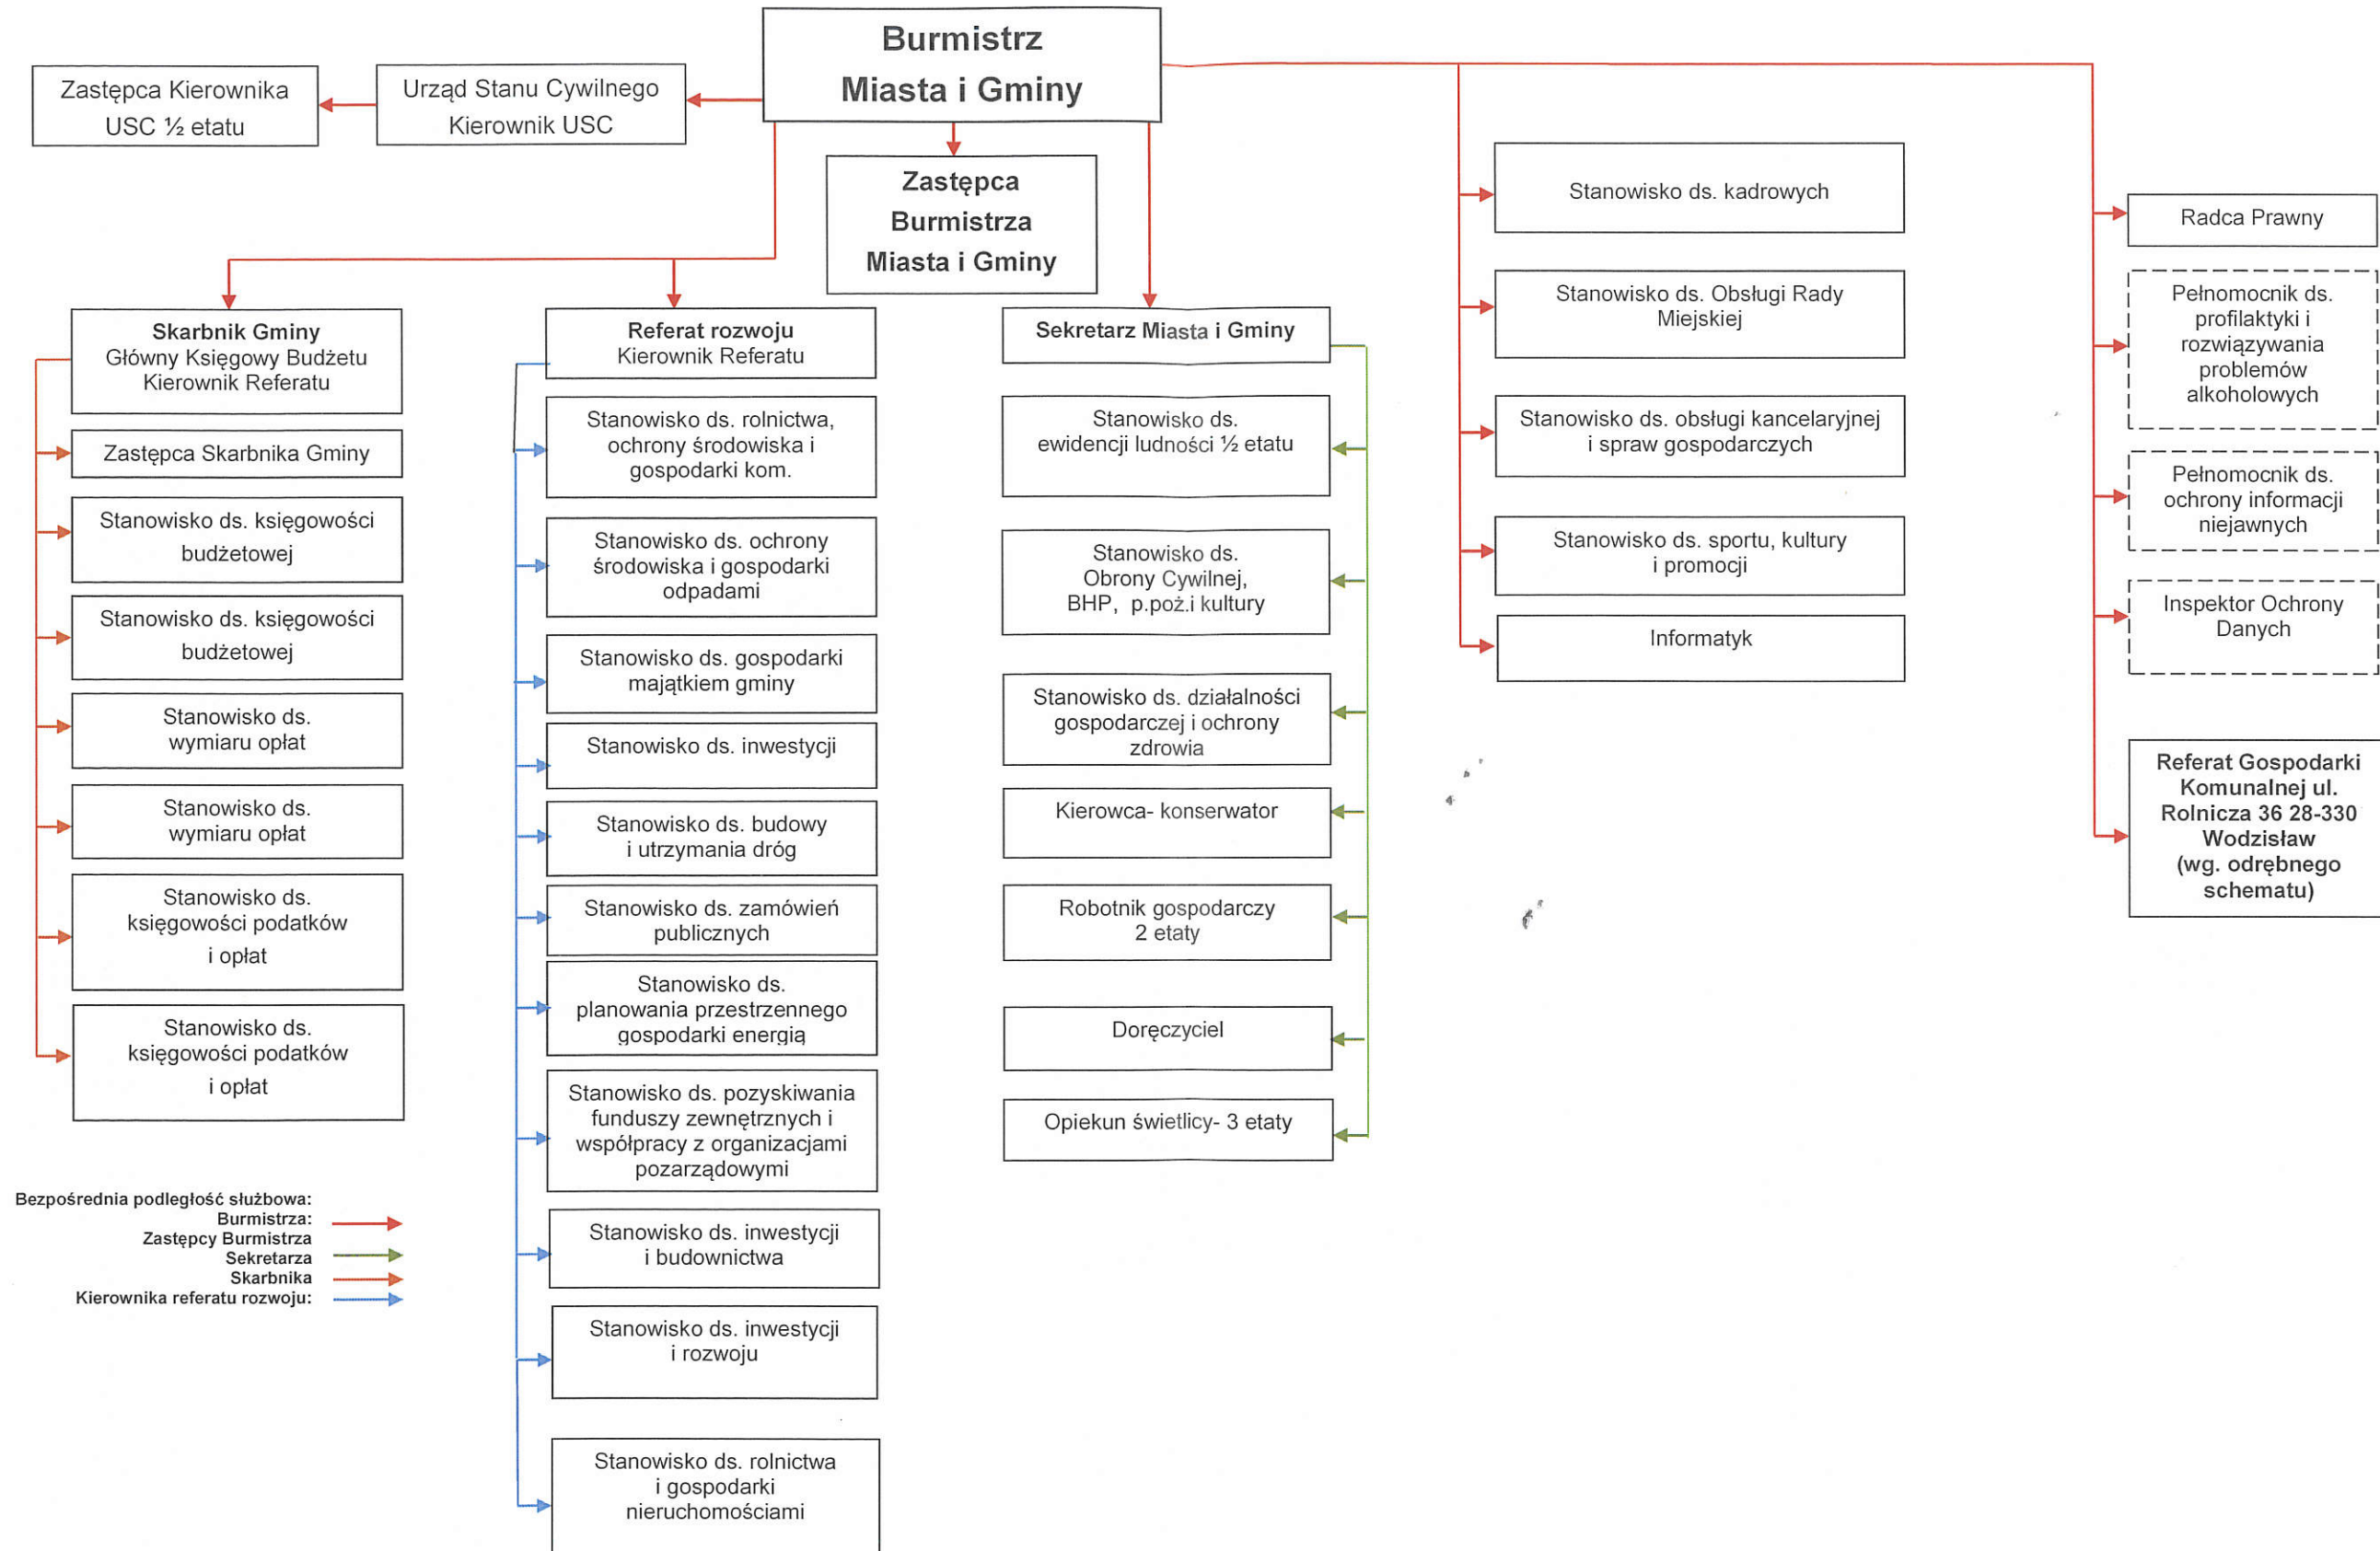 Burmistrz
Miasta i Gminy
Zastępca Kierownika
USC ½ etatu
Urząd Stanu Cywilnego
Kierownik USC
Zastępca
Burmistrza
Miasta i Gminy
Skarbnik Gminy
Główny Księgowy Budżetu
Kierownik Referatu
Zastępca Skarbnika Gminy
Stanowisko ds. księgowości
budżetowej
Stanowisko ds. księgowości
budżetowej
Stanowisko ds.
wymiaru opłat
Stanowisko ds.
wymiaru opłat
Stanowisko ds.
księgowości podatków
i opłat
Stanowisko ds.
księgowości podatków
i opłat
Referat rozwoju
Kierownik Referatu
Stanowisko ds. rolnictwa,
ochrony środowiska i
gospodarki kom.
Stanowisko ds. ochrony
środowiska i gospodarki
odpadami
Stanowisko ds. gospodarki
majątkiem gminy
Stanowisko ds. inwestycji
Stanowisko ds. budowy
i utrzymania dróg
Stanowisko ds. zamówień
publicznych
Stanowisko ds.
planowania przestrzennego
gospodarki energią
Stanowisko ds. pozyskiwania
funduszy zewnętrznych i
współpracy z organizacjami
pozarządowymi
Stanowisko ds. inwestycji
i budownictwa
Stanowisko ds. inwestycji
i rozwoju
Stanowisko ds. rolnictwa
i gospodarki
nieruchomościami
Sekretarz Miasta i Gminy
Stanowisko ds.
ewidencji ludności ½ etatu
Stanowisko ds.
Obrony Cywilnej,
BHP, p.poż.i kultury
Stanowisko ds. działalności
gospodarczej i ochrony
zdrowia
Kierowca- konserwator
Robotnik gospodarczy
2 etaty
Doręczyciel
Opiekun świetlicy- 3 etaty
Stanowisko ds. kadrowych
Stanowisko ds. Obsługi Rady
Miejskiej
Stanowisko ds. obsługi kancelaryjnej
i spraw gospodarczych
Stanowisko ds. sportu, kultury
i promocji
Informatyk
Radca Prawny
Pełnomocnik ds.
profilaktyki i
rozwiązywania
problemów
alkoholowych
Pełnomocnik ds.
ochrony informacji
niejawnych
Inspektor Ochrony
Danych
Referat Gospodarki
Komunalnej ul.
Rolnicza 36 28-330
Wodzisław
(wg. odrębnego
schematu)
Bezpośrednia podległość służbowa:
Burmistrza:
Zastępcy Burmistrza
Sekretarza
Skarbnika
Kierownika referatu rozwoju: